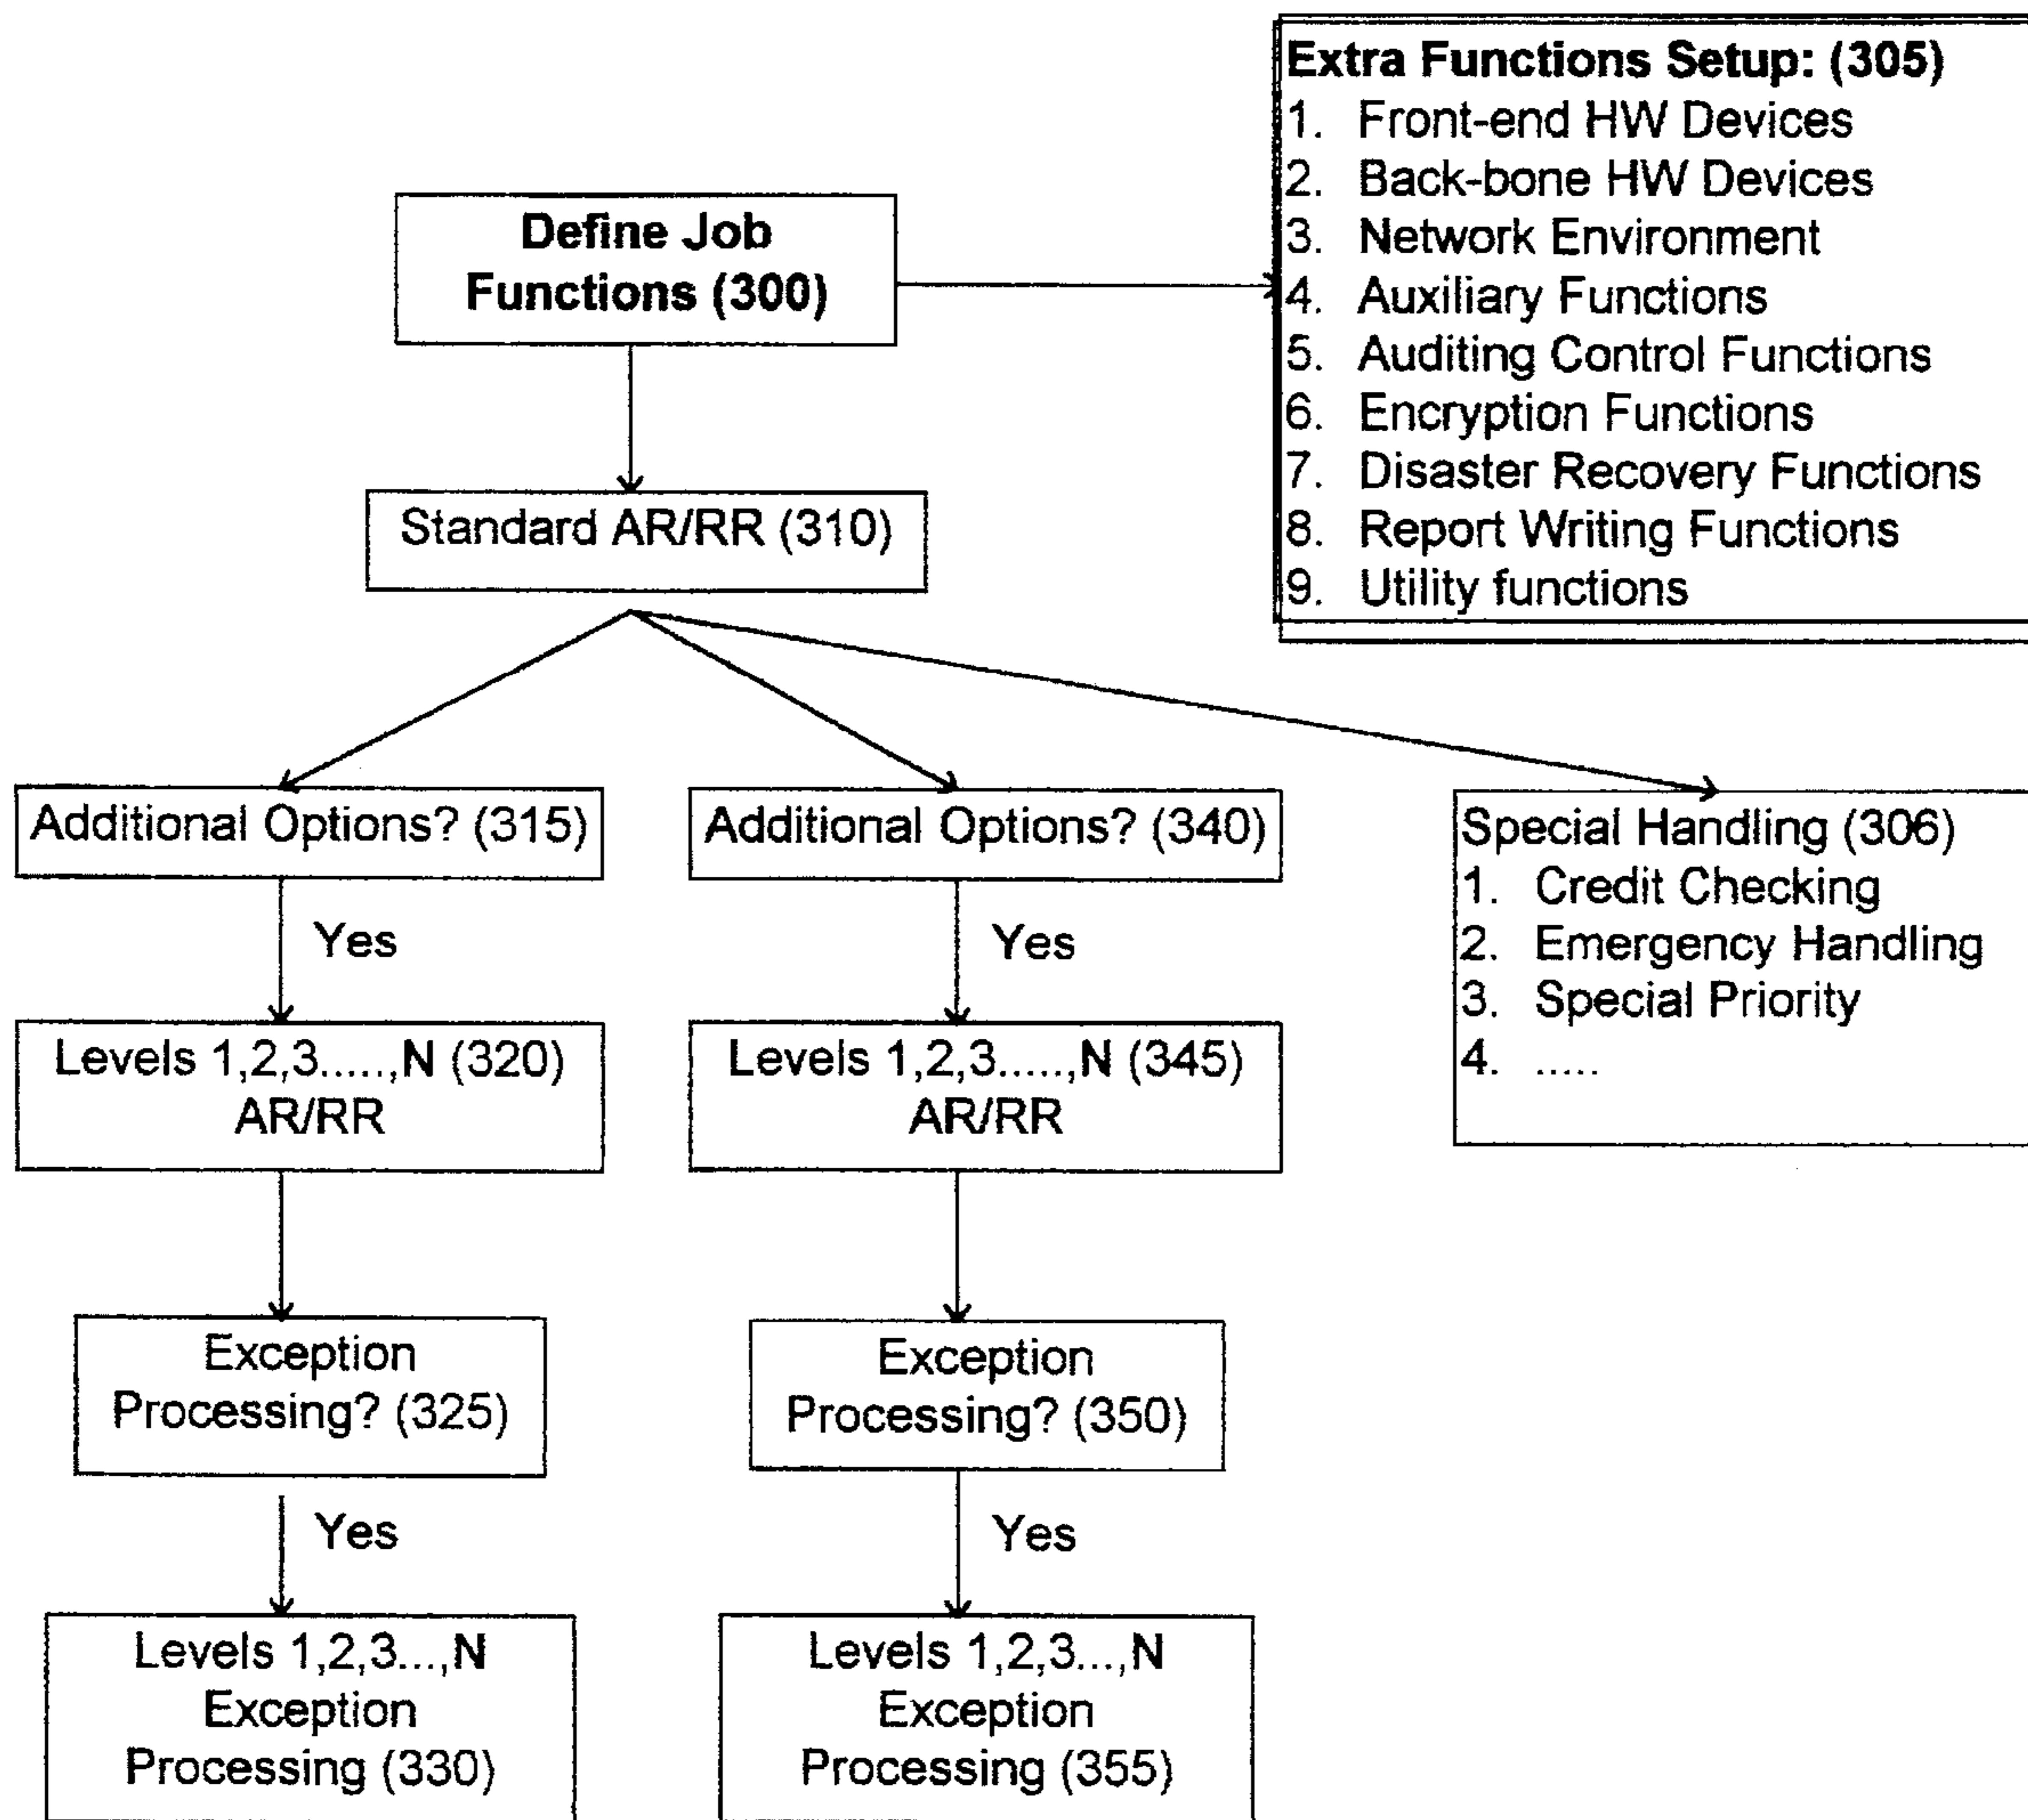 Extra Functions Setup: (305)
1. Front-end HW Devices
2. Back-bone HW Devices
3. Network Environment
4. Auxiliary Functions
5. Auditing Control Functions
6. Encryption Functions
7. Disaster Recovery Functions
8. Report Writing Functions
9. Utility functions
Define Job
Functions (300)
Standard AR/RR (310)
Additional Options? (315)
Yes
Levels 1,2,3.....,N (320)
AR/RR
Exception
Processing? (325)
Yes
Levels 1,2,3...,N
Exception
Processing (330)
Additional Options? (340)
Yes
Levels 1,2,3.....,N (345)
AR/RR
Exception
Processing? (350)
Yes
Levels 1,2,3...,N
Exception
Processing (355)
Special Handling (306)
1. Credit Checking
2. Emergency Handling
3. Special Priority
4. .....